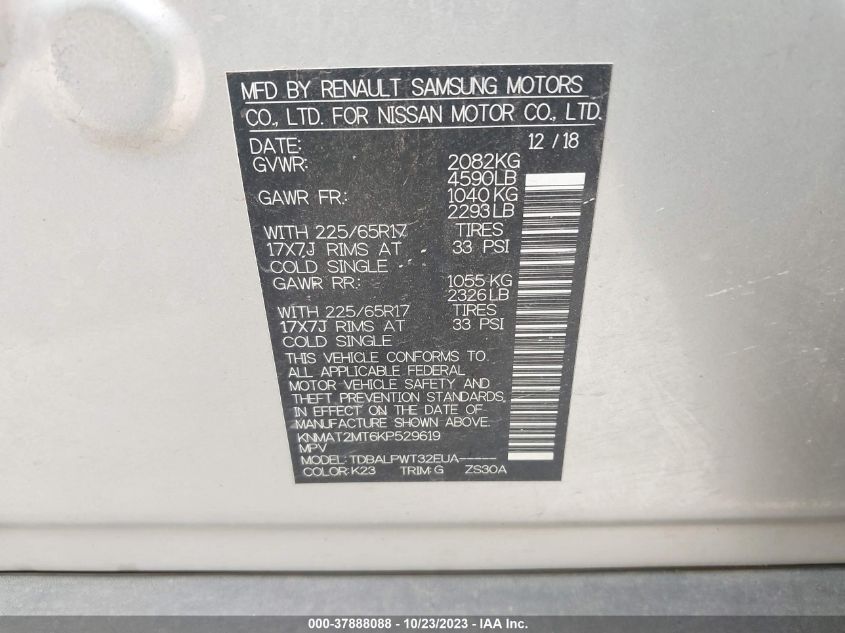 MFD BY RENAULT SAMSUNG MOTORS
CO., LTD. FOR NISSAN MOTOR CO., LTD.
DATE: 12 / 18
GVWR: 2082KG
4590LB
GAWR FR: 1040 KG
2293 LB
WITH 225/65R17 TIRES
17X7J RIMS AT 33 PSI
COLD SINGLE
GAWR RR: 1055 KG
2326 LB
WITH 225/65R17 TIRES
17X7J RIMS AT 33 PSI
COLD SINGLE
THIS VEHICLE CONFORMS TO
ALL APPLICABLE FEDERAL
MOTOR VEHICLE SAFETY AND
THEFT PREVENTION STANDARDS
IN EFFECT ON THE DATE OF
MANUFACTURE SHOWN ABOVE.
KNMAT2MT6KP529619
MPV
MODEL: TDBALPWT32EUA-----
COLOR: K23 TRIM: G ZS30A
000-37888088 - 10/23/2023 - IAA Inc.